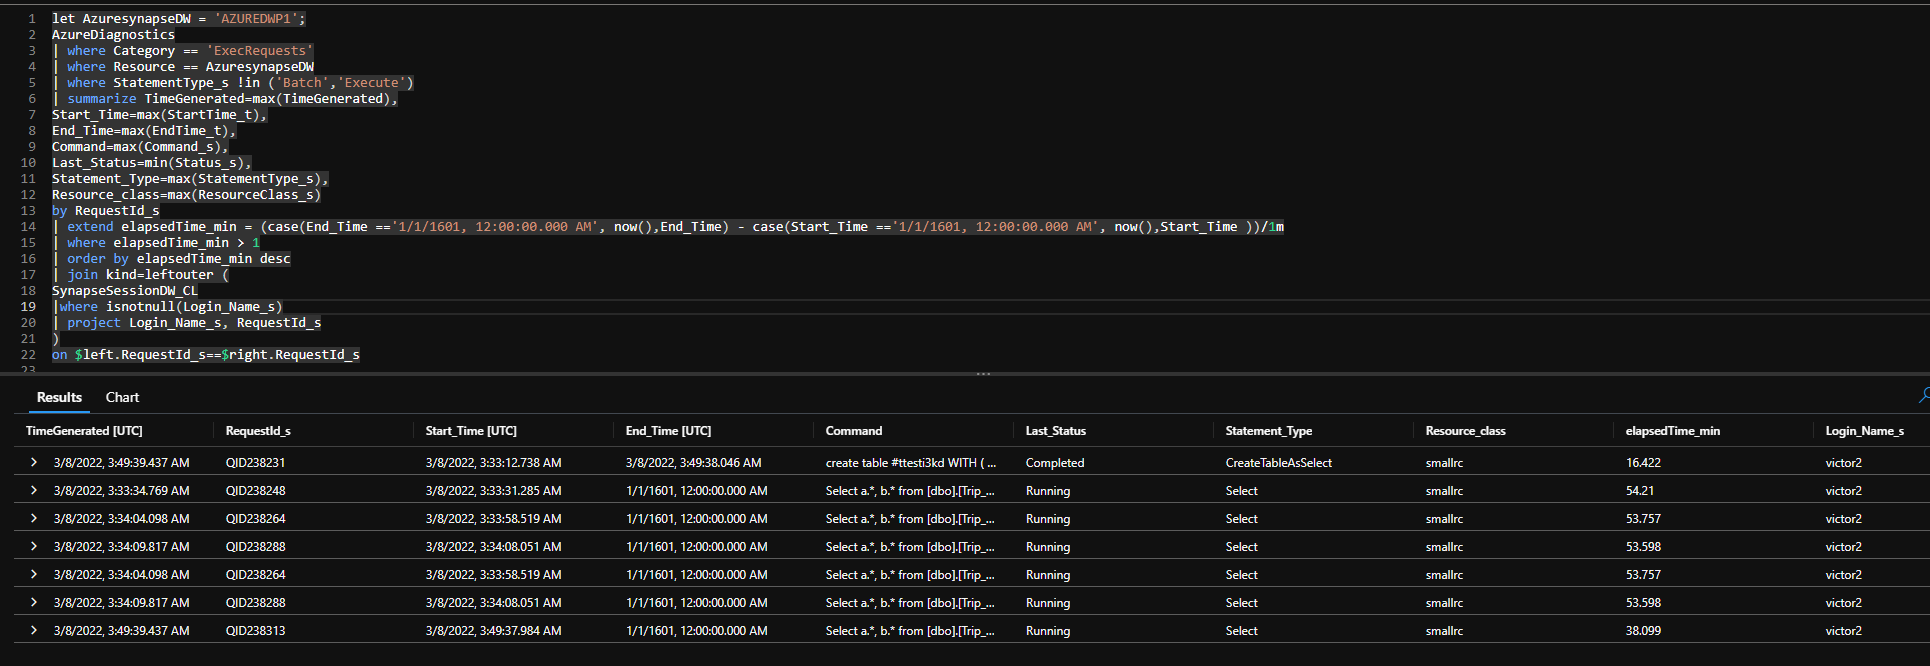 1 let AzuresynapseDW = 'AZUREDWP1';
2 AzureDiagnostics
3 | where Category == 'ExecRequests'
4 | where Resource == AzuresynapseDW
5 | where StatementType_s !in ('Batch','Execute')
6 | summarize TimeGenerated=max(TimeGenerated),
7 Start_Time=max(StartTime_t),
8 End_Time=max(EndTime_t),
9 Command=max(Command_s),
10 Last_Status=min(Status_s),
11 Statement_Type=max(StatementType_s),
12 Resource_class=max(ResourceClass_s)
13 by RequestId_s
14 | extend elapsedTime_min = (case(End_Time =='1/1/1601, 12:00:00.000 AM', now(),End_Time) - case(Start_Time =='1/1/1601, 12:00:00.000 AM', now(),Start_Time ))/1m
15 | where elapsedTime_min > 1
16 | order by elapsedTime_min desc
17 | join kind=leftouter (
18 SynapseSessionDW_CL
19 |where isnotnull(Login_Name_s)
20 | project Login_Name_s, RequestId_s
21 )
22 on $left.RequestId_s==$right.RequestId_s
23
Results Chart
TimeGenerated [UTC] RequestId_s Start_Time [UTC] End_Time [UTC] Command Last_Status Statement_Type Resource_class elapsedTime_min Login_Name_s
> 3/8/2022, 3:49:39.437 AM QID238231 3/8/2022, 3:33:12.738 AM 3/8/2022, 3:49:38.046 AM create table #ttesti3kd WITH ( ... Completed CreateTableAsSelect smallrc 16.422 victor2
> 3/8/2022, 3:33:34.769 AM QID238248 3/8/2022, 3:33:31.285 AM 1/1/1601, 12:00:00.000 AM Select a.*, b.* from [dbo].[Trip_... Running Select smallrc 54.21 victor2
> 3/8/2022, 3:34:04.098 AM QID238264 3/8/2022, 3:33:58.519 AM 1/1/1601, 12:00:00.000 AM Select a.*, b.* from [dbo].[Trip_... Running Select smallrc 53.757 victor2
> 3/8/2022, 3:34:09.817 AM QID238288 3/8/2022, 3:34:08.051 AM 1/1/1601, 12:00:00.000 AM Select a.*, b.* from [dbo].[Trip_... Running Select smallrc 53.598 victor2
> 3/8/2022, 3:34:04.098 AM QID238264 3/8/2022, 3:33:58.519 AM 1/1/1601, 12:00:00.000 AM Select a.*, b.* from [dbo].[Trip_... Running Select smallrc 53.757 victor2
> 3/8/2022, 3:34:09.817 AM QID238288 3/8/2022, 3:34:08.051 AM 1/1/1601, 12:00:00.000 AM Select a.*, b.* from [dbo].[Trip_... Running Select smallrc 53.598 victor2
> 3/8/2022, 3:49:39.437 AM QID238313 3/8/2022, 3:49:37.984 AM 1/1/1601, 12:00:00.000 AM Select a.*, b.* from [dbo].[Trip_... Running Select smallrc 38.099 victor2